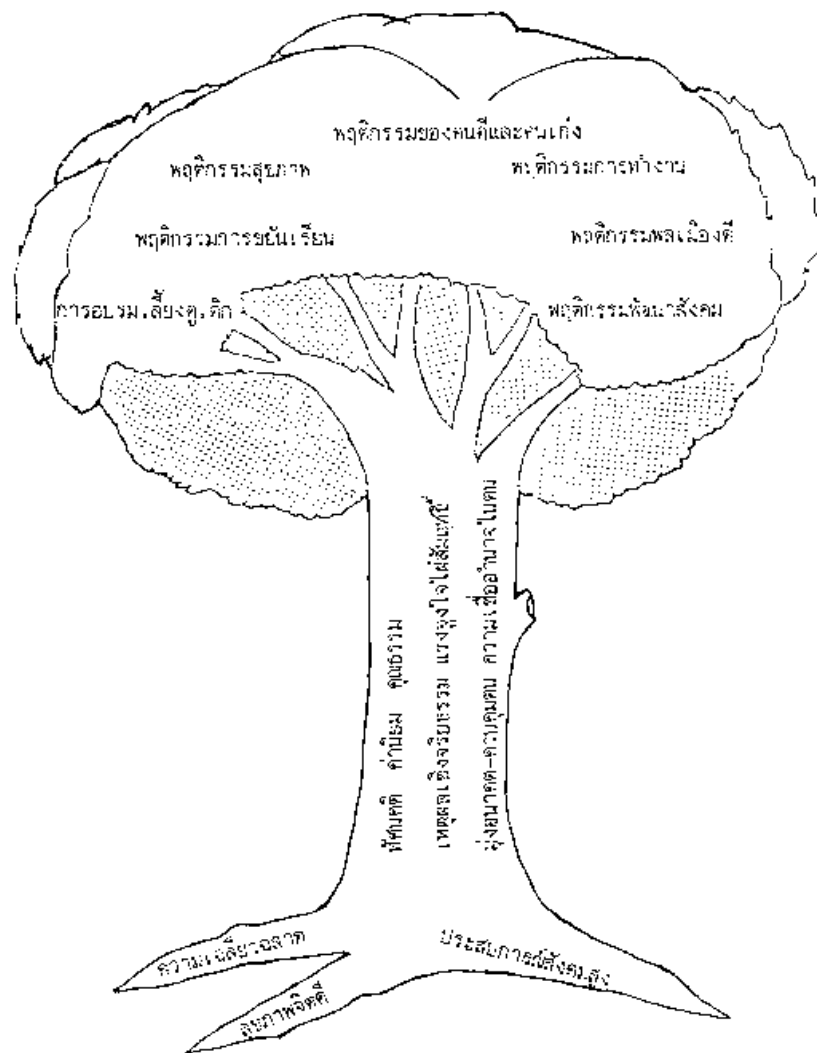 พฤติกรรมของคนดีและคนเก่ง
พฤติกรรมสุขภาพ
พฤติกรรมการทำงาน
พฤติกรรมการขยันเรียน
พฤติกรรมพลเมืองดี
การอบรมเลี้ยงดูเด็ก
พฤติกรรมพัฒนาสังคม
ทัศนคติ ค่านิยม คุณธรรม
เหตุผลเชิงจริยธรรม แรงจูงใจใฝ่สัมฤทธิ์
มุ่งอนาคต-ควบคุมตน ความเชื่ออำนาจในตน
ความเฉลียวฉลาด
ประสบการณ์สังคมสูง
สุขภาพจิตดี